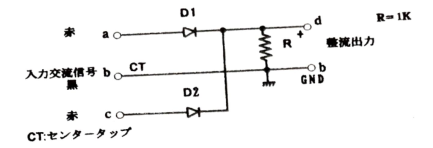 D1
赤 a
d
R=1K
R
+
整流出力
入力交流信号 b CT
黒
b
GND
D2
赤 c
CT:センタータップ